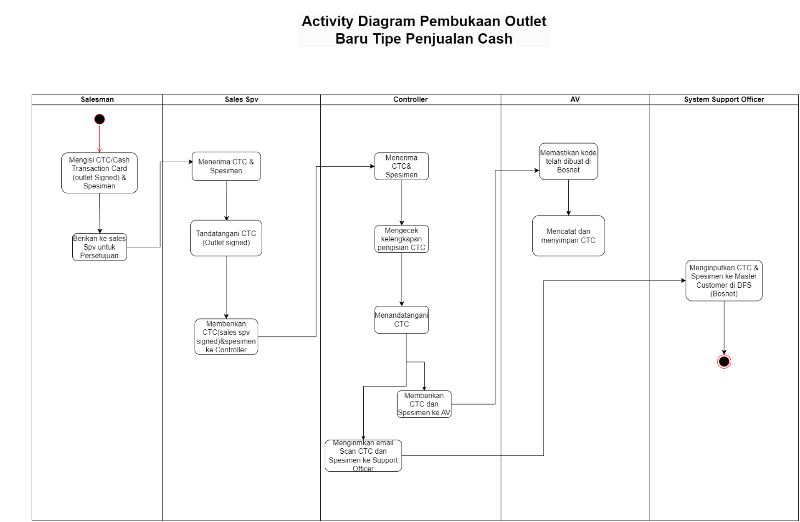 Activity Diagram Pembukaan Outlet
Baru Tipe Penjualan Cash
Salesman
Sales Spv
Controller
AV
System Support Officer
Mengisi CTC/Cash
Transaction Card
(outlet Signed) &
Spesimen
Berikan ke sales
Spv untuk
Persetujuan
Menerima CTC &
Spesimen
Tandatangani CTC
(Outlet signed)
Memberikan
CTC(sales spv
signed)&spesimen
ke Controller
Menerima
CTC&
Spesimen
Mengecek
kelengkapan
pengisian CTC
Menandatangani
CTC
Memberikan
CTC dan
Spesimen ke AV
Mengirimkan email
Scan CTC dan
Spesimen ke Support
Officer
Memastikan kode
telah dibuat di
Bosnet
Mencatat dan
menyimpan CTC
Menginputkan CTC &
Spesimen ke Master
Customer di DFS
(Bosnet)